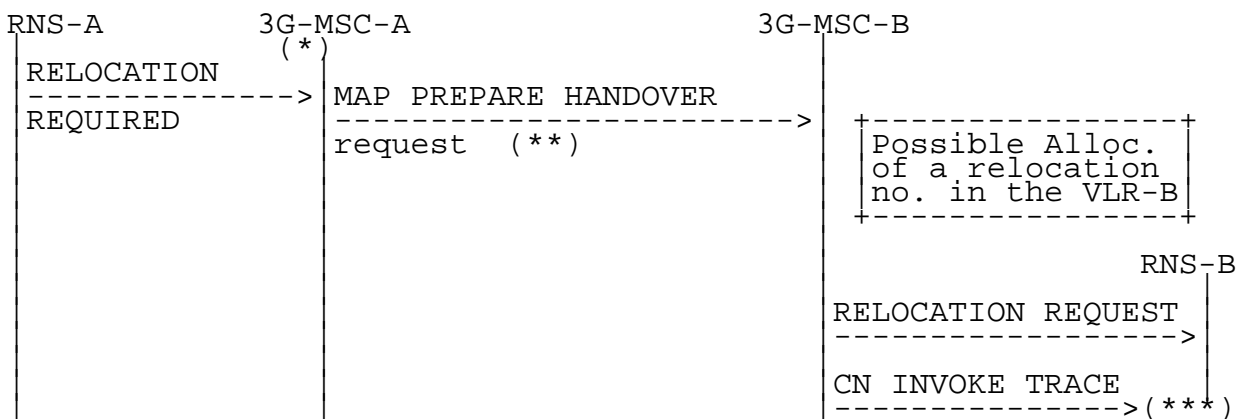 RNS-A 3G-MSC-A 3G-MSC-B
(*)
RELOCATION
MAP PREPARE HANDOVER
REQUIRED
request (**)
Possible Alloc.
of a relocation
no. in the VLR-B
RNS-B
RELOCATION REQUEST
CN INVOKE TRACE
(***)